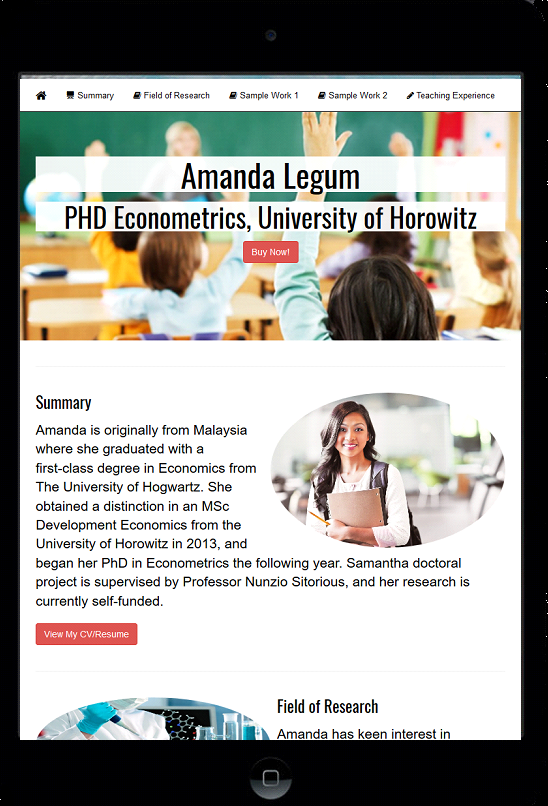 Summary Field of Research Sample Work 1 Sample Work 2 Teaching Experience
Amanda Legum
PHD Econometrics, University of Horowitz
Buy Now!
Summary
Amanda is originally from Malaysia
where she graduated with a
first-class degree in Economics from
The University of Hogwartz. She
obtained a distinction in an MSc
Development Economics from the
University of Horowitz in 2013, and
began her PhD in Econometrics the following year. Samantha doctoral
project is supervised by Professor Nunzio Sitorious, and her research is
currently self-funded.
View My CV/Resume
Field of Research
Amanda has keen interest in